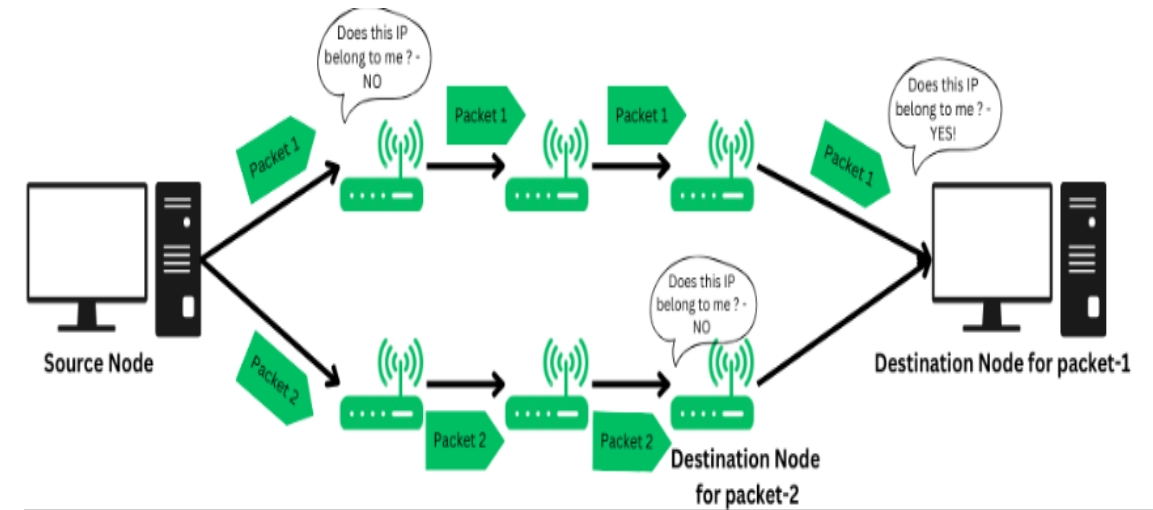 Does this IP
belong to me ? -
NO
Does this IP
belong to me ? -
YES!
Packet 1
Packet 1
Packet 1
Packet 1
Source Node
Does this IP
belong to me ? -
NO
Destination Node for packet-1
Packet 2
Packet 2
Packet 2
Destination Node
for packet-2